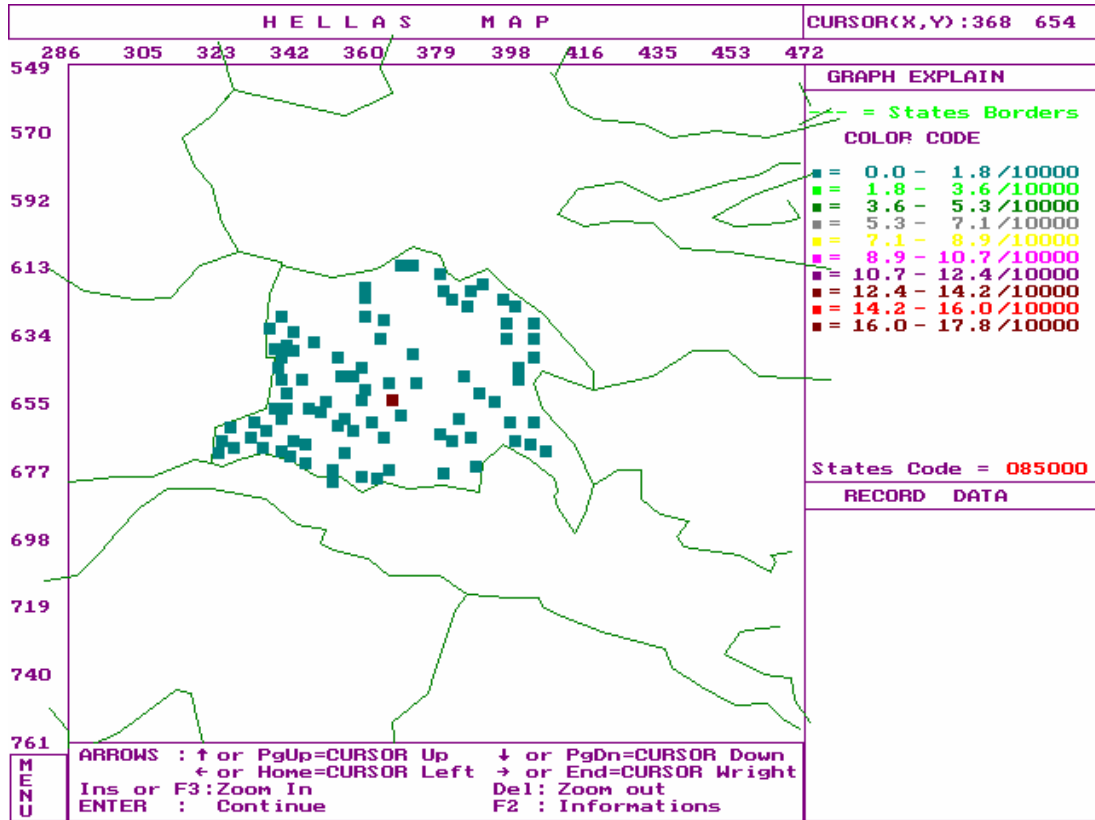 HELLAS MAP
CURSOR(X,Y):368 654
286 305 323 342 360 379 398 416 435 453 472
549
570
592
613
634
655
677
698
719
740
761
GRAPH EXPLAIN
= States Borders
COLOR CODE
= 0.0 - 1.8/10000
= 1.8 - 3.6/10000
= 3.6 - 5.3/10000
= 5.3 - 7.1/10000
= 7.1 - 8.9/10000
= 8.9 - 10.7/10000
= 10.7 - 12.4/10000
= 12.4 - 14.2/10000
= 14.2 - 16.0/10000
= 16.0 - 17.8/10000
States Code = 085000
RECORD DATA
MENU
ARROWS : ↑ or PgUp=CURSOR Up ↓ or PgDn=CURSOR Down
← or Home=CURSOR Left → or End=CURSOR Wright
Ins or F3:Zoom In Del: Zoom out
ENTER : Continue F2 : Informations